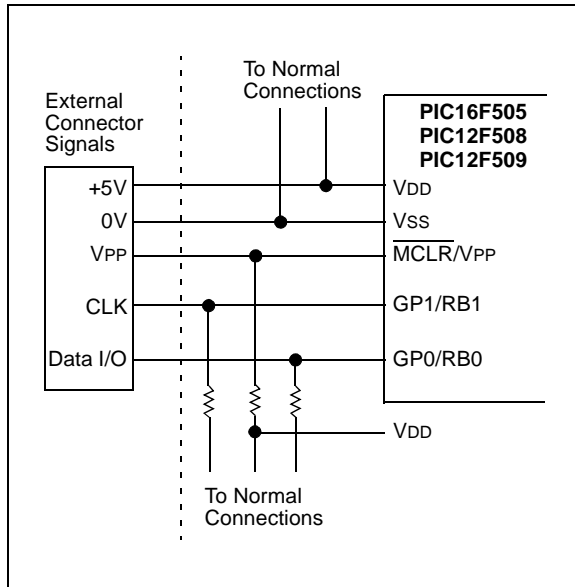 To Normal
Connections
External
Connector
Signals
PIC16F505
PIC12F508
PIC12F509
+5V
VDD
0V
VSS
VPP
MCLR/VPP
CLK
GP1/RB1
Data I/O
GP0/RB0
VDD
To Normal
Connections